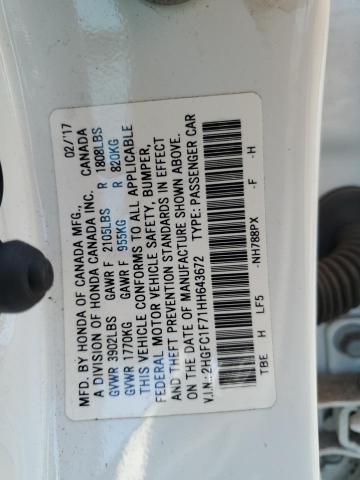 MFD. BY HONDA OF CANADA MFG., 02/'17
A DIVISION OF HONDA CANADA INC. CANADA
GVWR 3902LBS GAWR F 2105LBS R 1808LBS
GVWR 1770KG GAWR F 955KG R 820KG
THIS VEHICLE CONFORMS TO ALL APPLICABLE
FEDERAL MOTOR VEHICLE SAFETY, BUMPER,
AND THEFT PREVENTION STANDARDS IN EFFECT
ON THE DATE OF MANUFACTURE SHOWN ABOVE.
V.I.N.: 2HGFC1F71HH643672 TYPE: PASSENGER CAR
-NH788PX -F -H
TBE H LF5